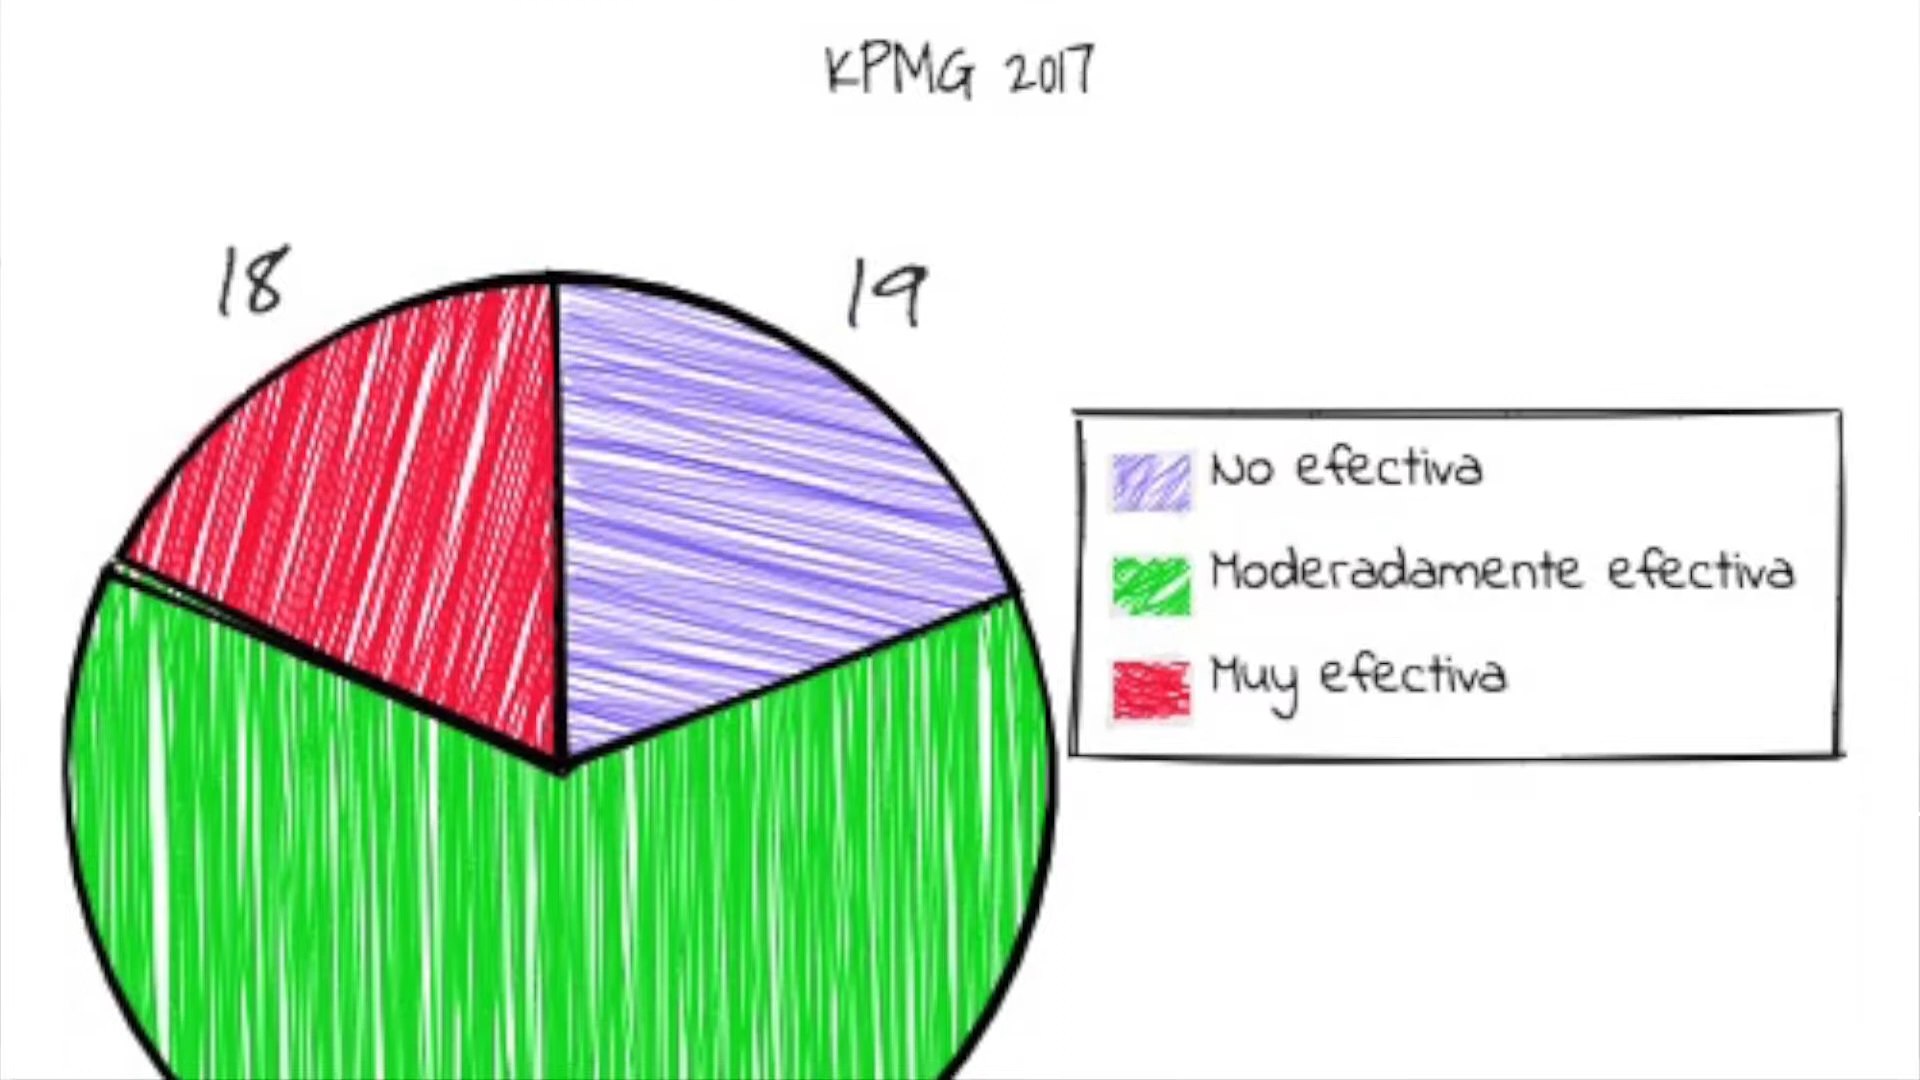 KPMG 2017
18
19
No efectiva
Moderadamente efectiva
Muy efectiva